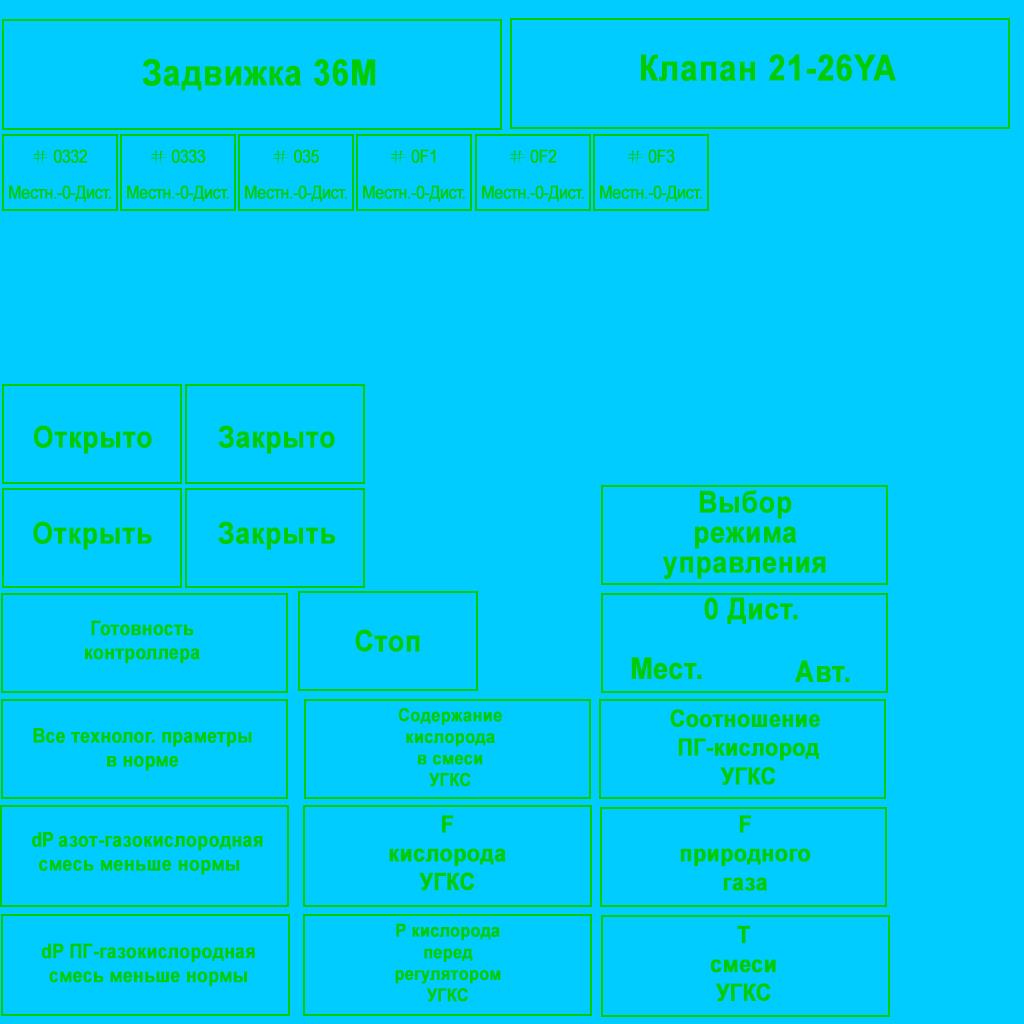 Задвижка 36М
Клапан 21-26YA
# 0332
Местн.-0-Дист.
# 0333
Местн.-0-Дист.
# 035
Местн.-0-Дист.
# 0F1
Местн.-0-Дист.
# 0F2
Местн.-0-Дист.
# 0F3
Местн.-0-Дист.
Открыто
Закрыто
Открыть
Закрыть
Выбор
режима
управления
Готовность
контроллера
Стоп
0 Дист.
Мест. Авт.
Все технолог. праметры
в норме
Содержание
кислорода
в смеси
УГКС
Соотношение
ПГ-кислород
УГКС
dP азот-газокислородная
смесь меньше нормы
F
кислорода
УГКС
F
природного
газа
dP ПГ-газокислородная
смесь меньше нормы
Р кислорода
перед
регулятором
УГКС
Т
смеси
УГКС